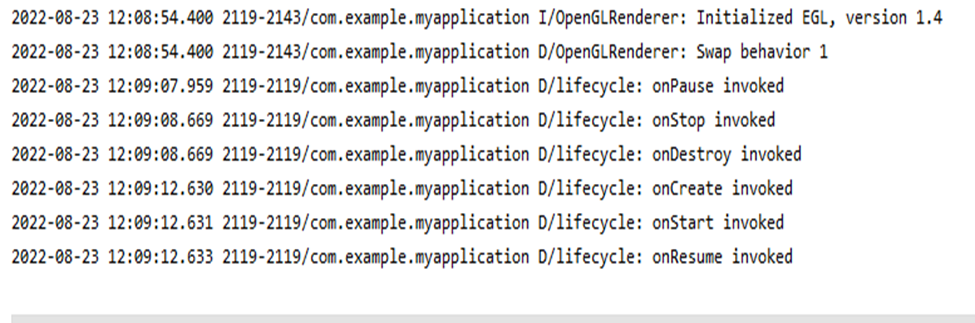 2022-08-23 12:08:54.400 2119-2143/com.example.myapplication I/OpenGLRenderer: Initialized EGL, version 1.4
2022-08-23 12:08:54.400 2119-2143/com.example.myapplication D/OpenGLRenderer: Swap behavior 1
2022-08-23 12:09:07.959 2119-2119/com.example.myapplication D/lifecycle: onPause invoked
2022-08-23 12:09:08.669 2119-2119/com.example.myapplication D/lifecycle: onStop invoked
2022-08-23 12:09:08.669 2119-2119/com.example.myapplication D/lifecycle: onDestroy invoked
2022-08-23 12:09:12.630 2119-2119/com.example.myapplication D/lifecycle: onCreate invoked
2022-08-23 12:09:12.631 2119-2119/com.example.myapplication D/lifecycle: onStart invoked
2022-08-23 12:09:12.633 2119-2119/com.example.myapplication D/lifecycle: onResume invoked